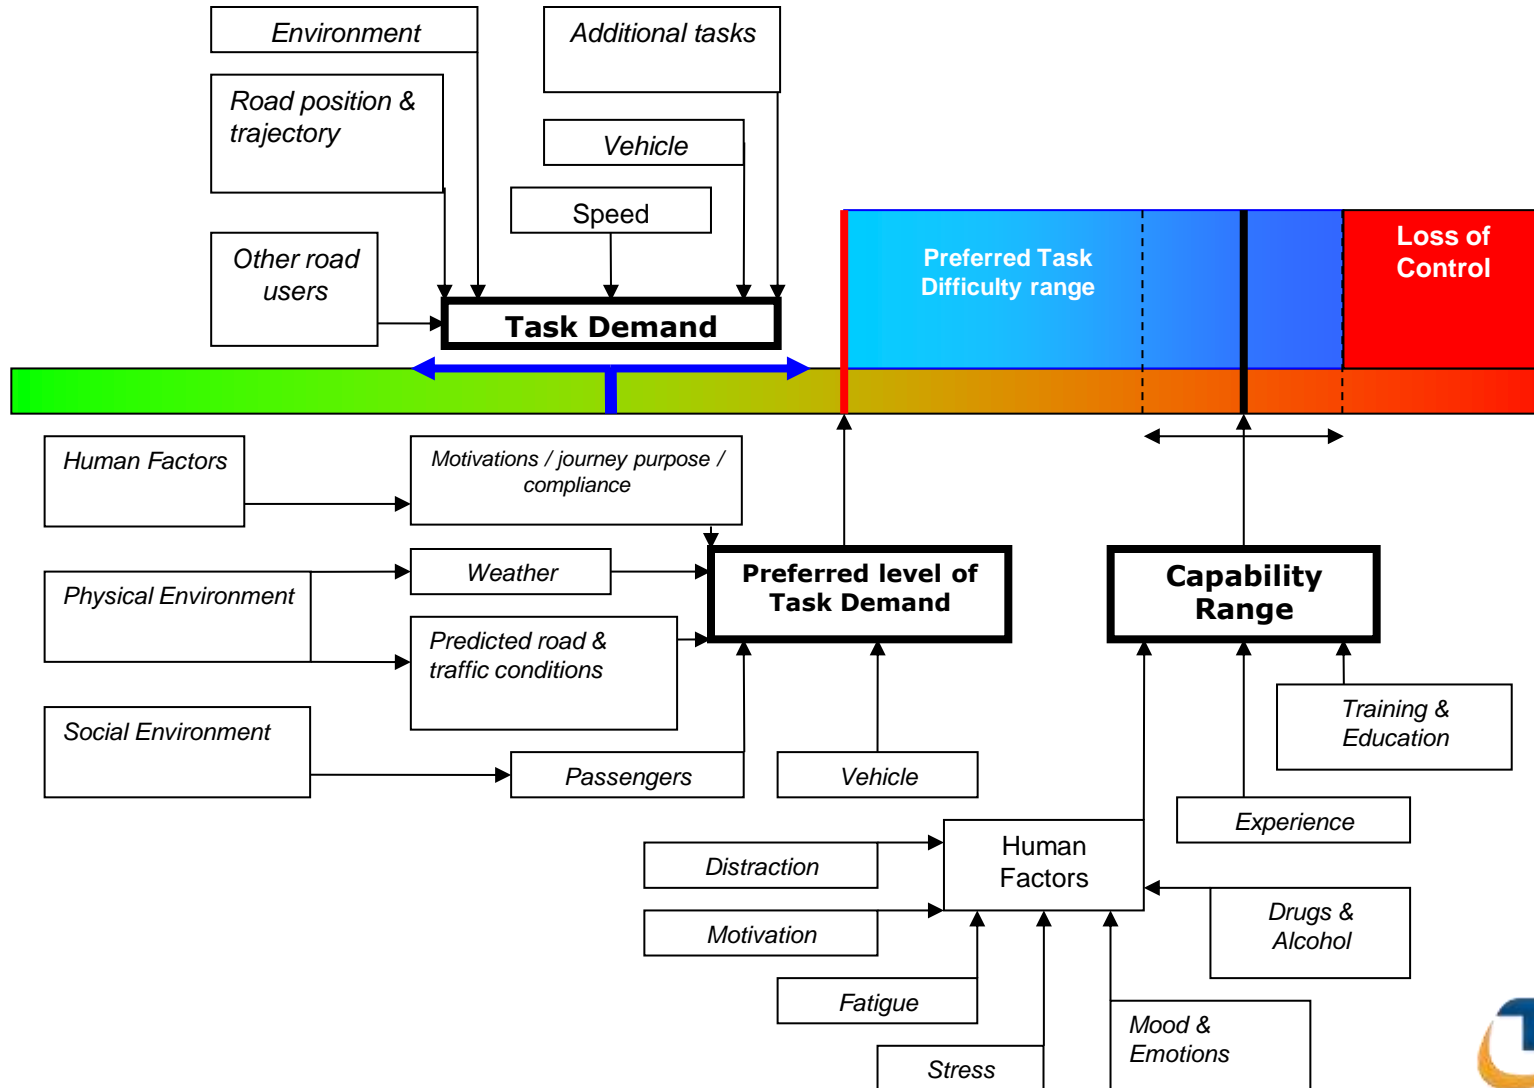 Environment
Additional tasks
Road position &
trajectory
Vehicle
Speed
Other road
users
Task Demand
Preferred Task
Difficulty range
Loss of
Control
Human Factors
Motivations / journey purpose /
compliance
Physical Environment
Weather
Preferred level of
Task Demand
Capability
Range
Predicted road &
traffic conditions
Social Environment
Passengers
Vehicle
Training &
Education
Experience
Distraction
Human
Factors
Motivation
Drugs &
Alcohol
Fatigue
Mood &
Emotions
Stress